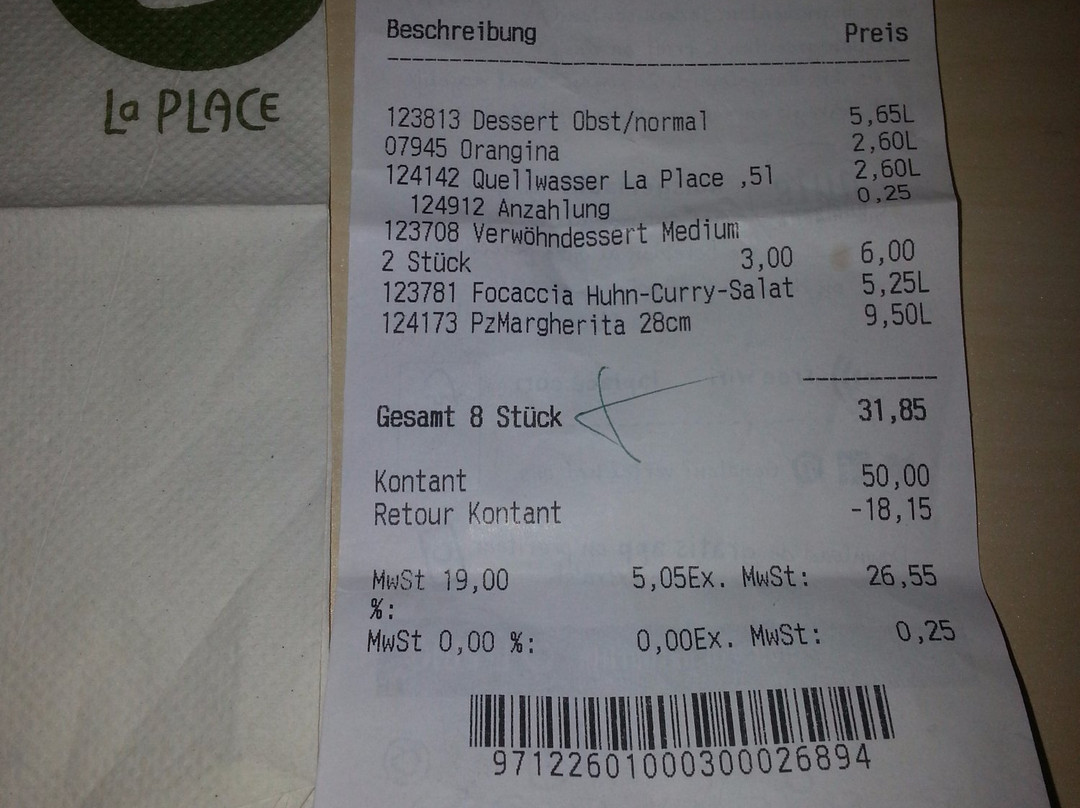 La PLACE
Beschreibung Preis
123813 Dessert Obst/normal 5,65L
07945 Orangina 2,60L
124142 Quellwasser La Place ,5l 2,60L
124912 Anzahlung 0,25
123708 Verwöhndessert Medium
2 Stück 3,00 6,00
123781 Focaccia Huhn-Curry-Salat 5,25L
124173 PzMargherita 28cm 9,50L
Gesamt 8 Stück 31,85
Kontant 50,00
Retour Kontant -18,15
MwSt 19,00 5,05Ex. MwSt: 26,55
%:
MwSt 0,00 %: 0,00Ex. MwSt: 0,25
97122601000300026894